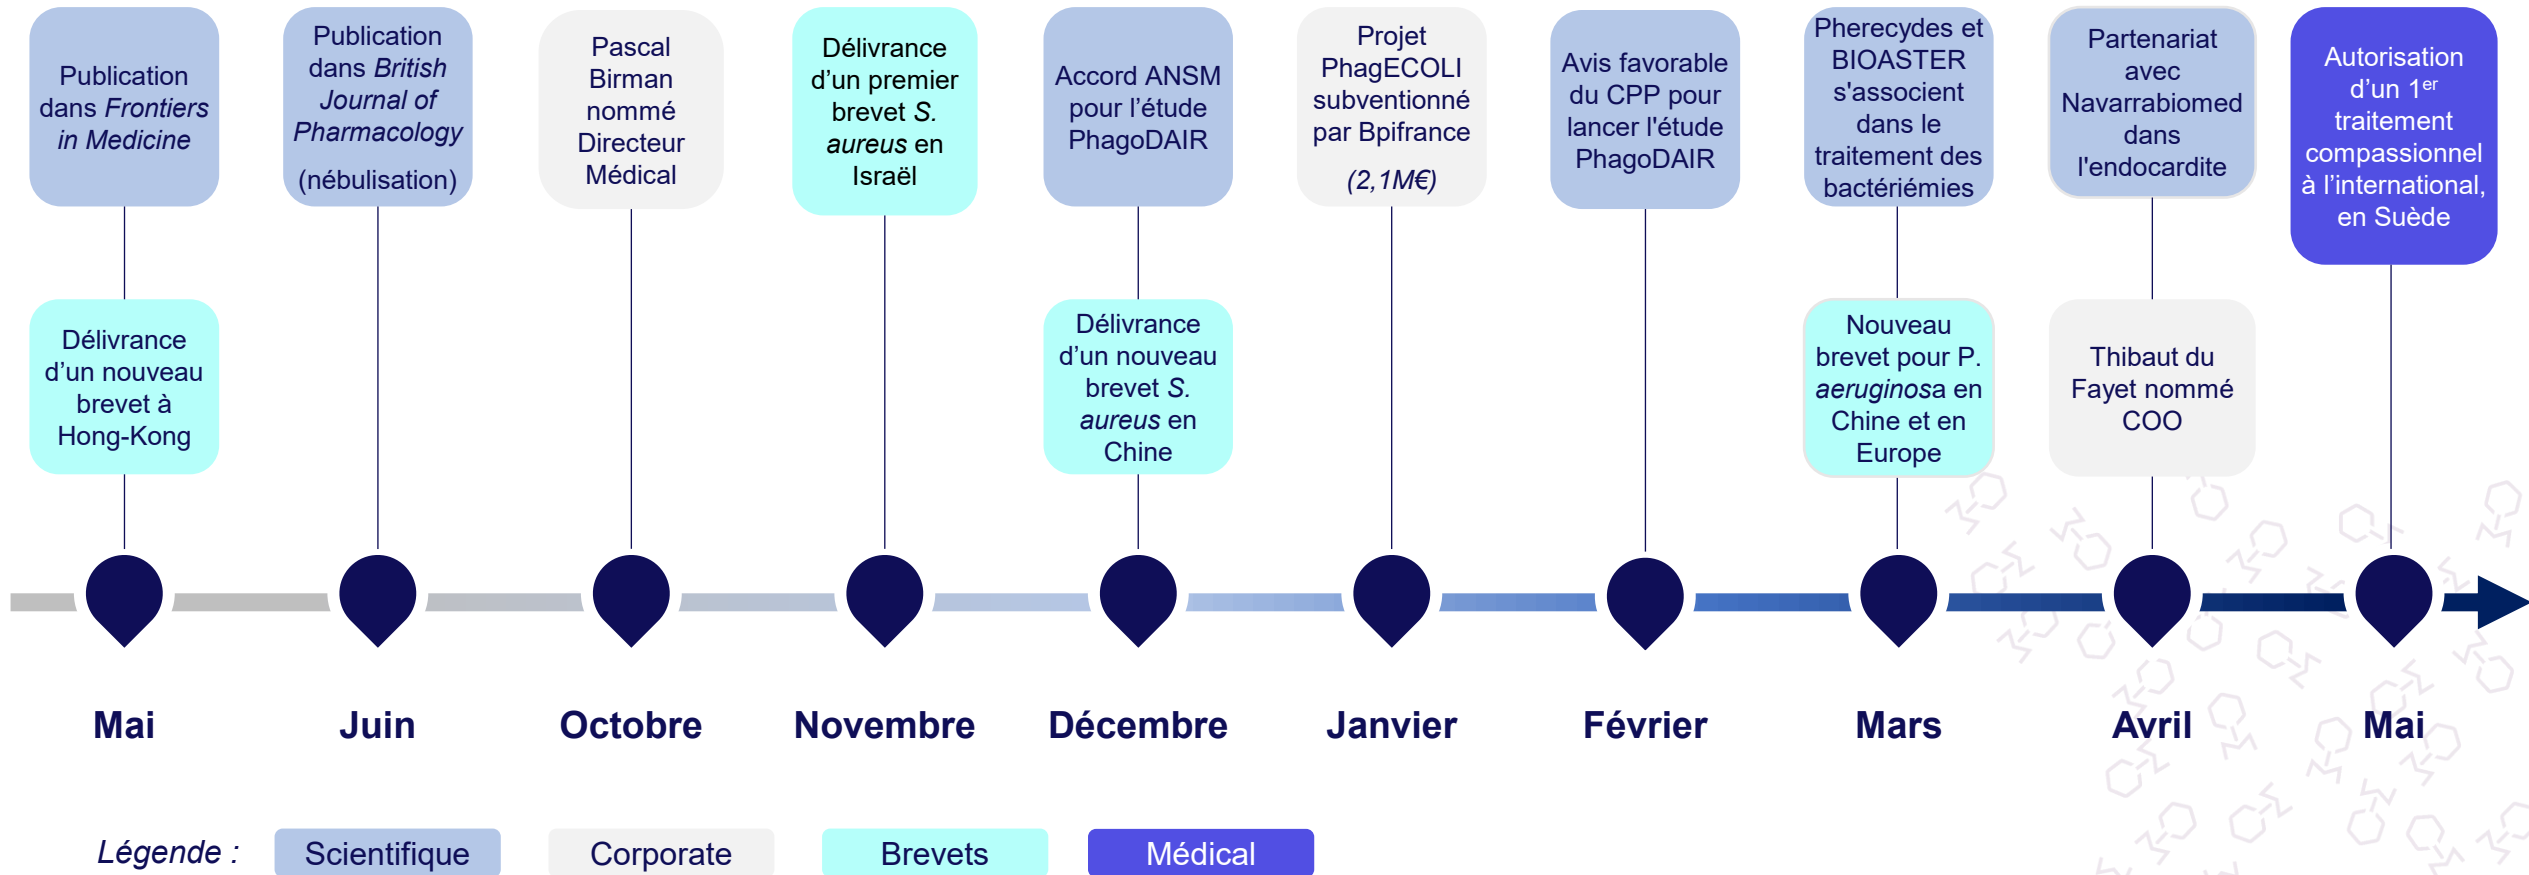 Publication
dans Frontiers
in Medicine
Délivrance
d’un nouveau
brevet à
Hong-Kong
Publication
dans British
Journal of
Pharmacology
(nébulisation)
Pascal
Birman
nommé
Directeur
Médical
Délivrance
d’un premier
brevet S.
aureus en
Israël
Accord ANSM
pour l’étude
PhagoDAIR
Délivrance
d’un nouveau
brevet S.
aureus en
Chine
Projet
PhagECOLI
subventionné
par Bpifrance
(2,1M€)
Avis favorable
du CPP pour
lancer l'étude
PhagoDAIR
Pherecydes et
BIOASTER
s'associent
dans le
traitement des
bactériémies
Nouveau
brevet pour P.
aeruginosa en
Chine et en
Europe
Partenariat
avec
Navarrabiomed
dans
l'endocardite
Thibaut du
Fayet nommé
COO
Autorisation
d’un 1er
traitement
compassionnel
à l’international,
en Suède
Mai
Juin
Octobre
Novembre
Décembre
Janvier
Février
Mars
Avril
Mai
Légende :
Scientifique
Corporate
Brevets
Médical